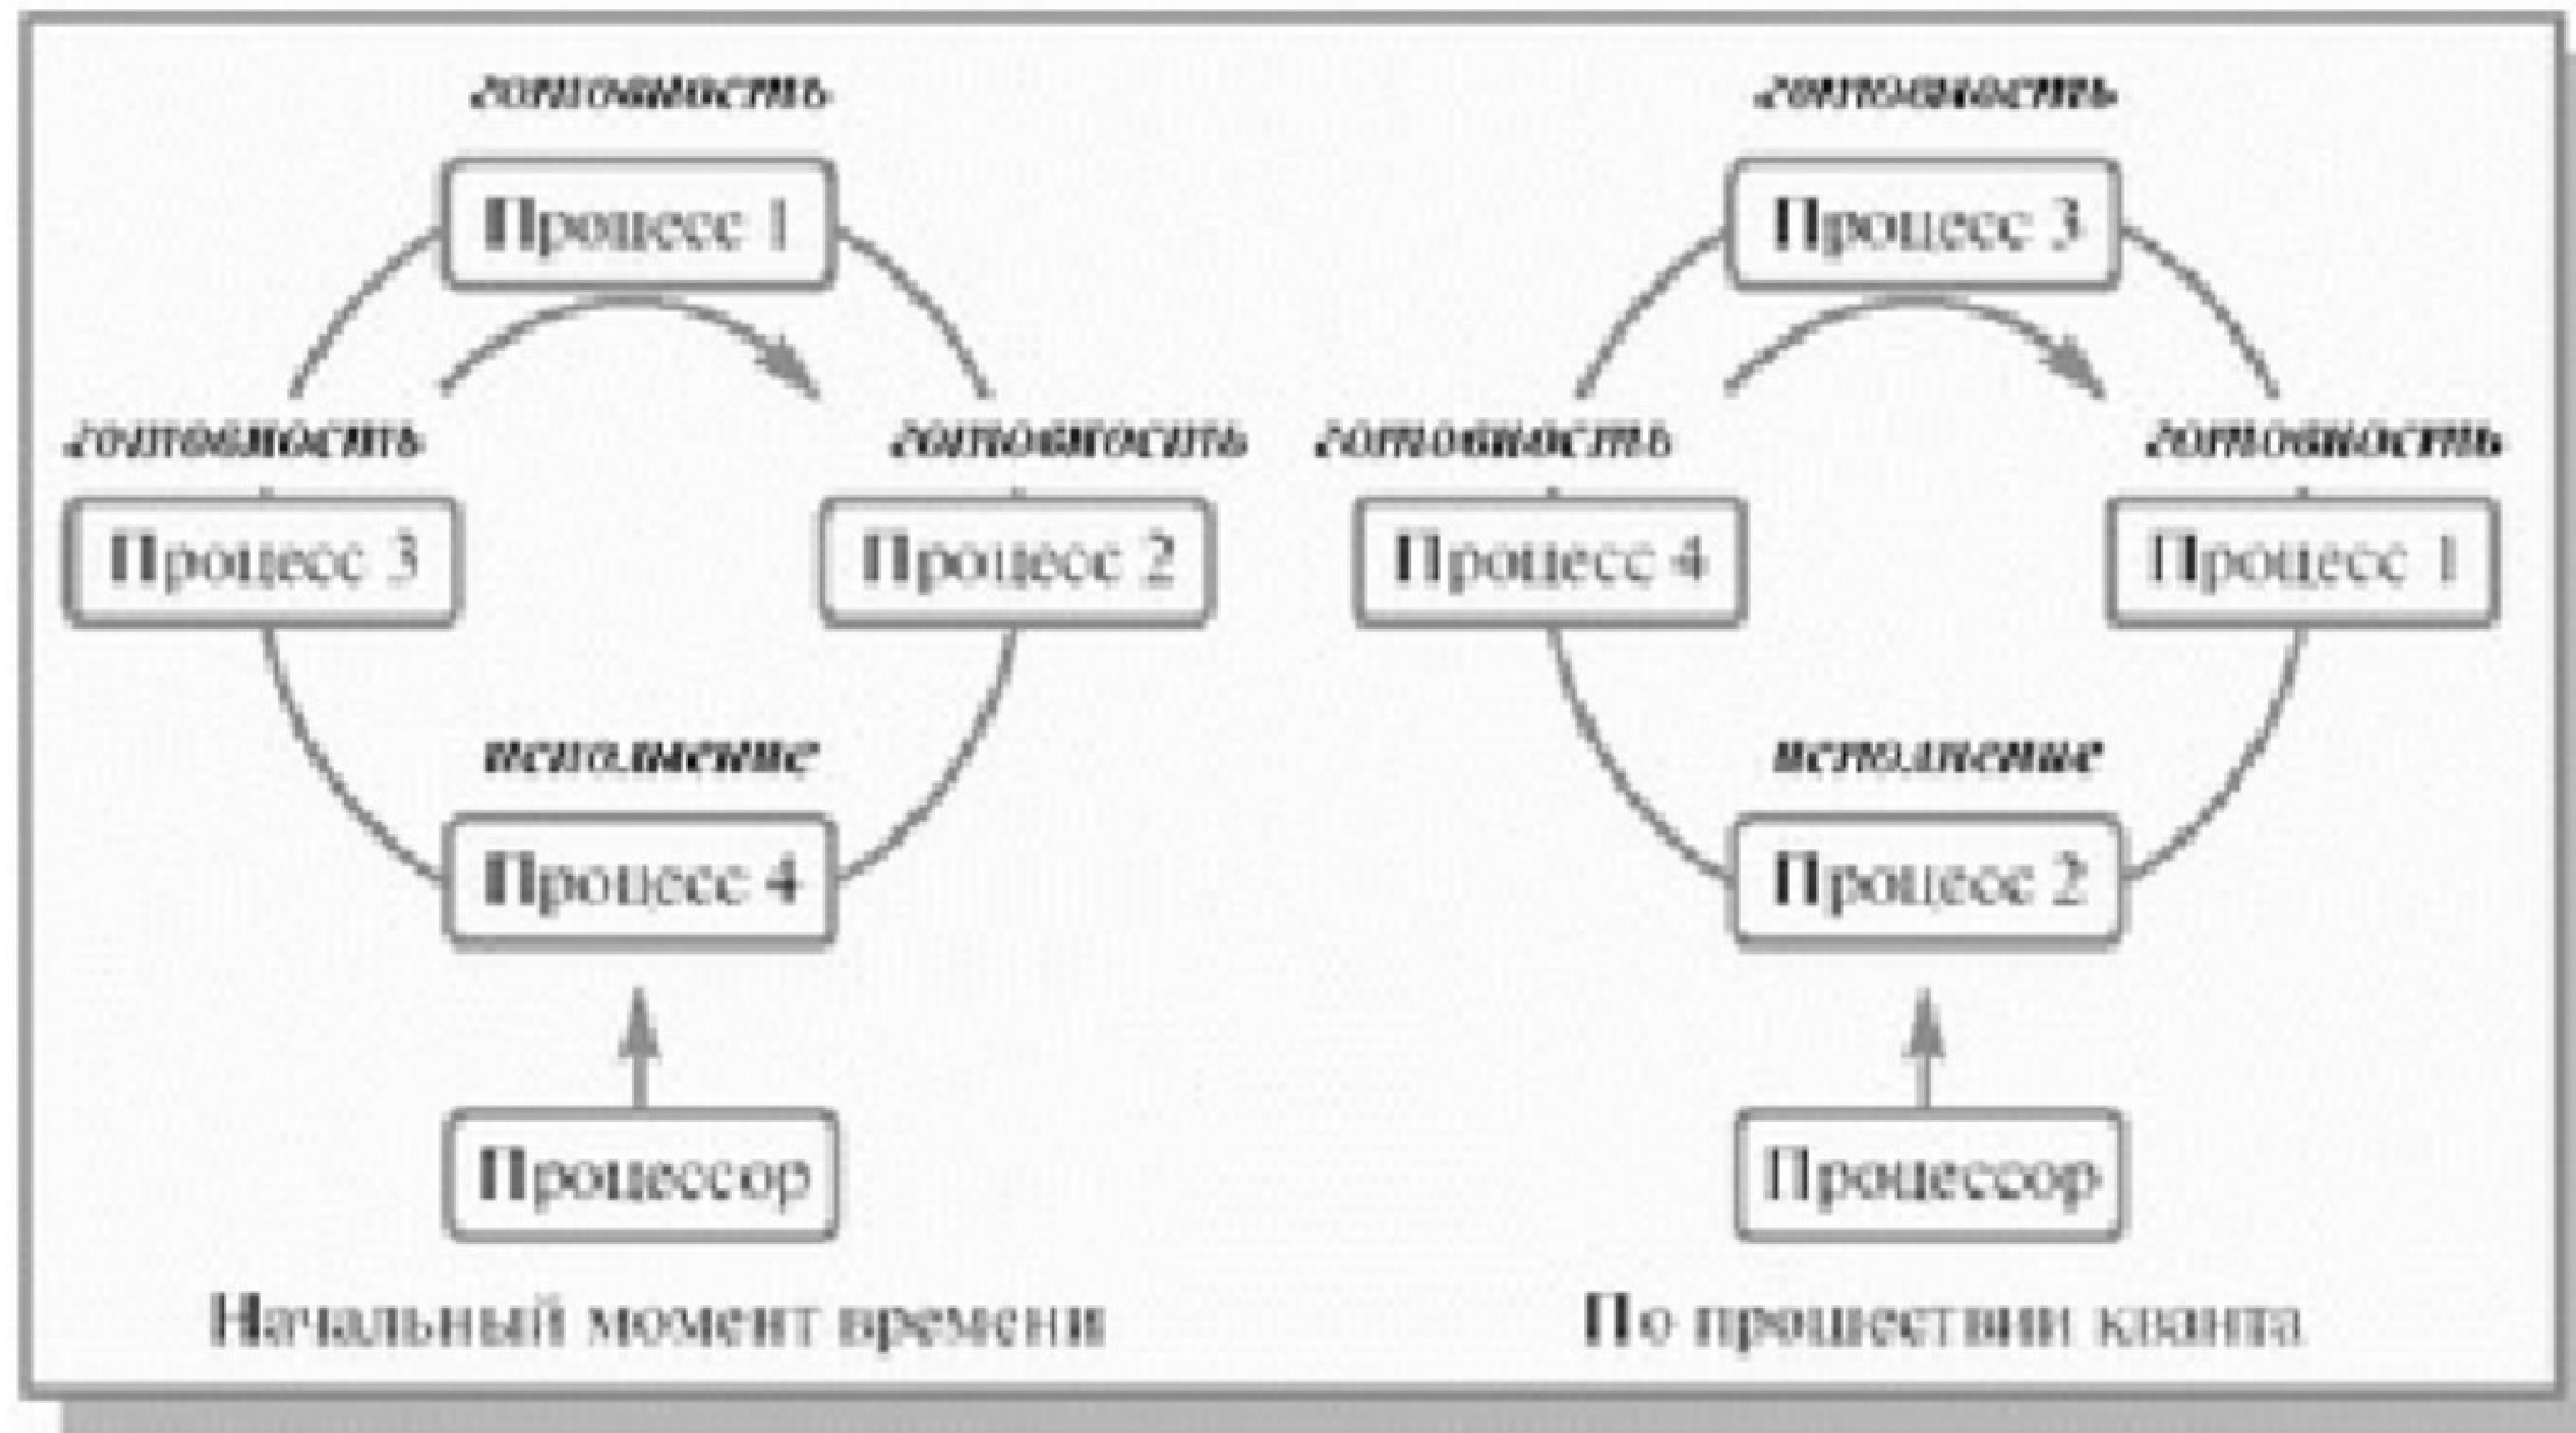 готовность
готовность
Процесс 1
Процесс 3
готовность
готовность
готовность
готовность
Процесс 3
Процесс 2
Процесс 4
Процесс 1
исполнение
исполнение
Процесс 4
Процесс 2
Процессор
Процессор
Начальный момент времени
По прошествии кванта